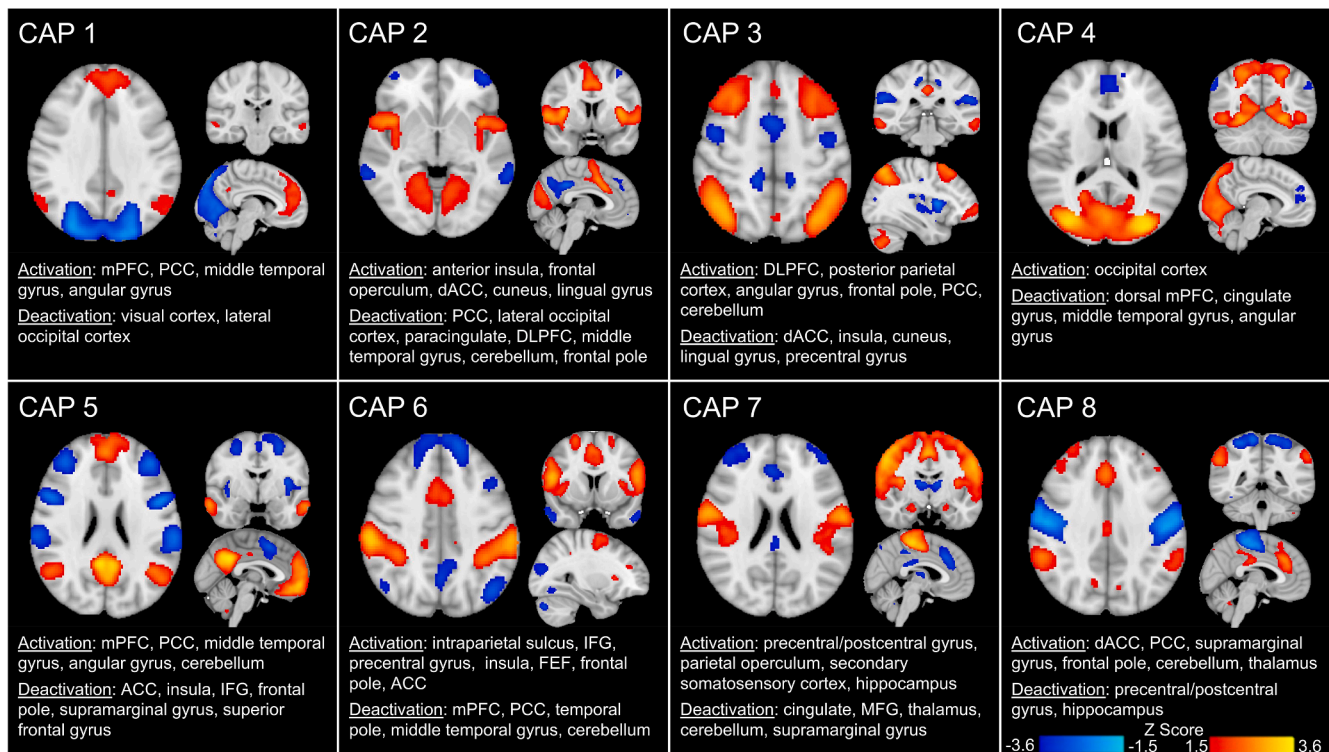 CAP 1
Activation: mPFC, PCC, middle temporal
gyrus, angular gyrus
Deactivation: visual cortex, lateral
occipital cortex
CAP 2
Activation: anterior insula, frontal
operculum, dACC, cuneus, lingual gyrus
Deactivation: PCC, lateral occipital
cortex, paracingulate, DLPFC, middle
temporal gyrus, cerebellum, frontal pole
CAP 3
Activation: DLPFC, posterior parietal
cortex, angular gyrus, frontal pole, PCC,
cerebellum
Deactivation: dACC, insula, cuneus,
lingual gyrus, precentral gyrus
CAP 4
Activation: occipital cortex
Deactivation: dorsal mPFC, cingulate
gyrus, middle temporal gyrus, angular
gyrus
CAP 5
Activation: mPFC, PCC, middle temporal
gyrus, angular gyrus, cerebellum
Deactivation: ACC, insula, IFG, frontal
pole, supramarginal gyrus, superior
frontal gyrus
CAP 6
Activation: intraparietal sulcus, IFG,
precentral gyrus, insula, FEF, frontal
pole, ACC
Deactivation: mPFC, PCC, temporal
pole, middle temporal gyrus, cerebellum
CAP 7
Activation: precentral/postcentral gyrus,
parietal operculum, secondary
somatosensory cortex, hippocampus
Deactivation: cingulate, MFG, thalamus,
cerebellum, supramarginal gyrus
CAP 8
Activation: dACC, PCC, supramarginal
gyrus, frontal pole, cerebellum, thalamus
Deactivation: precentral/postcentral
gyrus, hippocampus
Z Score
-3.6 -1.5 1.5 3.6